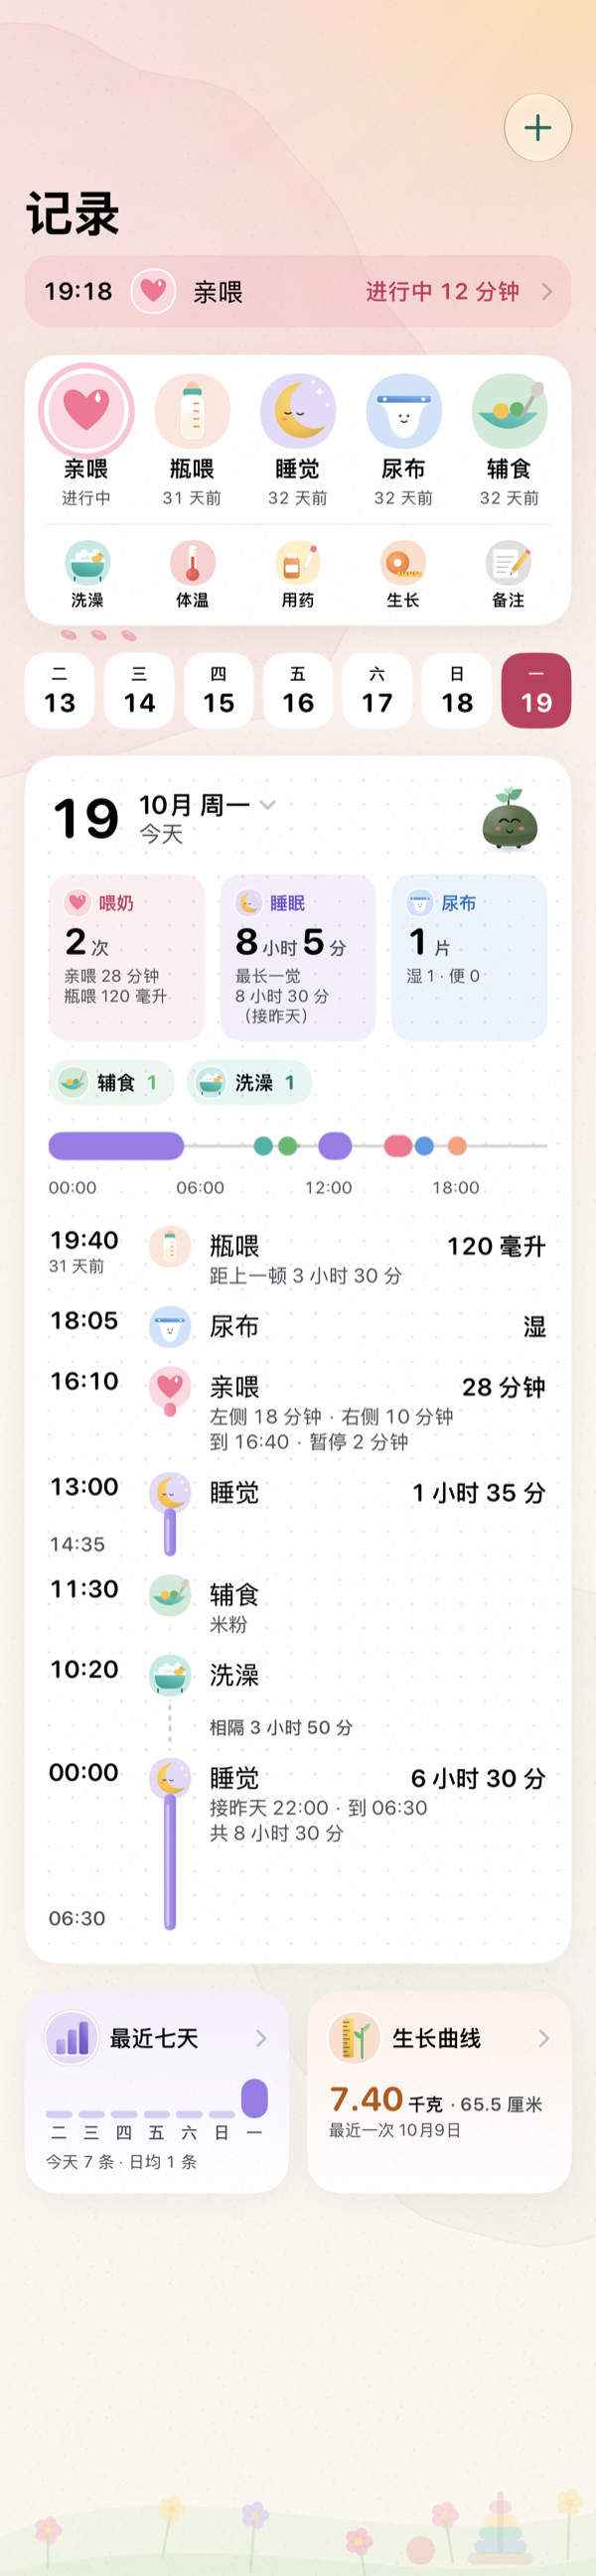 记录
19:18 亲喂 进行中 12 分钟
亲喂 瓶喂 睡觉 尿布 辅食
进行中 31 天前 32 天前 32 天前 32 天前
洗澡 体温 用药 生长 备注
二 三 四 五 六 日 一
13 14 15 16 17 18 19
19 10月 周一
今天
喂奶
2 次
亲喂 28 分钟
瓶喂 120 毫升
睡眠
8 小时 5 分
最长一觉
8 小时 30 分
（接昨天）
尿布
1 片
湿 1 · 便 0
辅食 1 洗澡 1
00:00 06:00 12:00 18:00
19:40 瓶喂 120 毫升
31 天前 距上一顿 3 小时 30 分
18:05 尿布 湿
16:10 亲喂 28 分钟
左侧 18 分钟 · 右侧 10 分钟
到 16:40 · 暂停 2 分钟
13:00 睡觉 1 小时 35 分
14:35
11:30 辅食
米粉
10:20 洗澡
相隔 3 小时 50 分
00:00 睡觉 6 小时 30 分
接昨天 22:00 · 到 06:30
共 8 小时 30 分
06:30
最近七天
二 三 四 五 六 日 一
今天 7 条 · 日均 1 条
生长曲线
7.40 千克 · 65.5 厘米
最近一次 10月9日